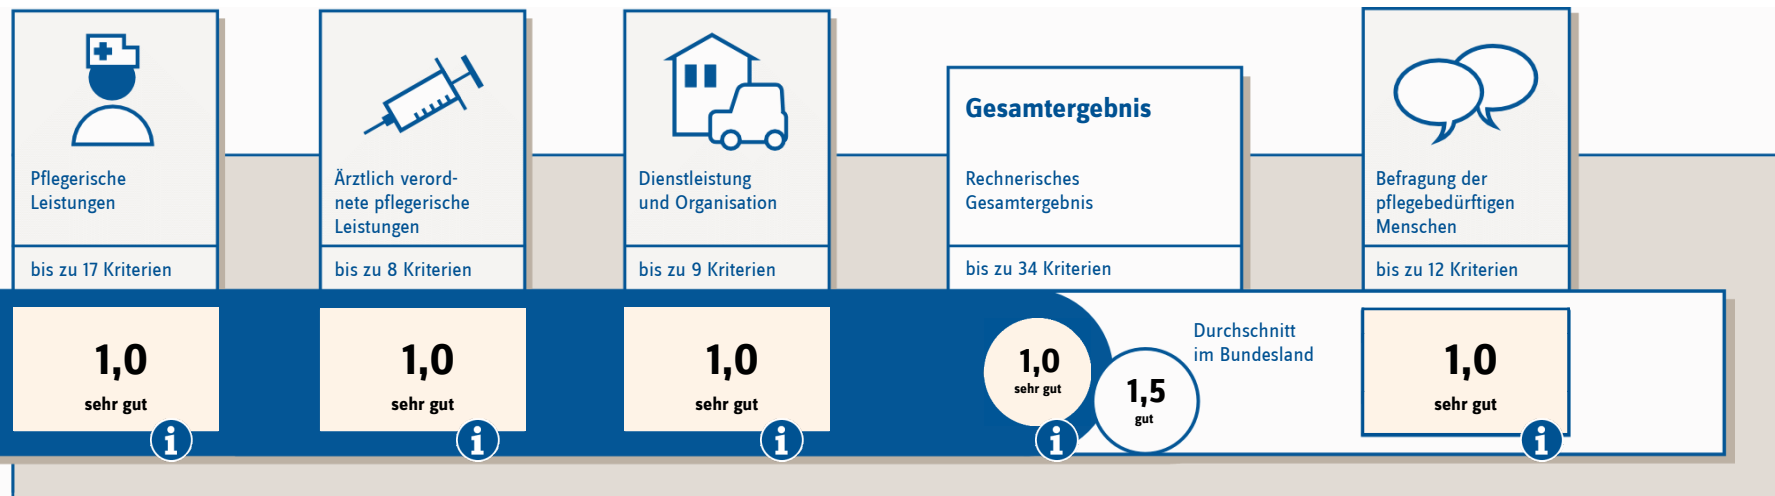 Pflegerische
Leistungen
bis zu 17 Kriterien
1,0
sehr gut
i
Ärztlich verord-
nete pflegerische
Leistungen
bis zu 8 Kriterien
1,0
sehr gut
i
Dienstleistung
und Organisation
bis zu 9 Kriterien
1,0
sehr gut
i
Gesamtergebnis
Rechnerisches
Gesamtergebnis
bis zu 34 Kriterien
1,0
sehr gut
i
1,5
gut
Durchschnitt
im Bundesland
Befragung der
pflegebedürftigen
Menschen
bis zu 12 Kriterien
1,0
sehr gut
i